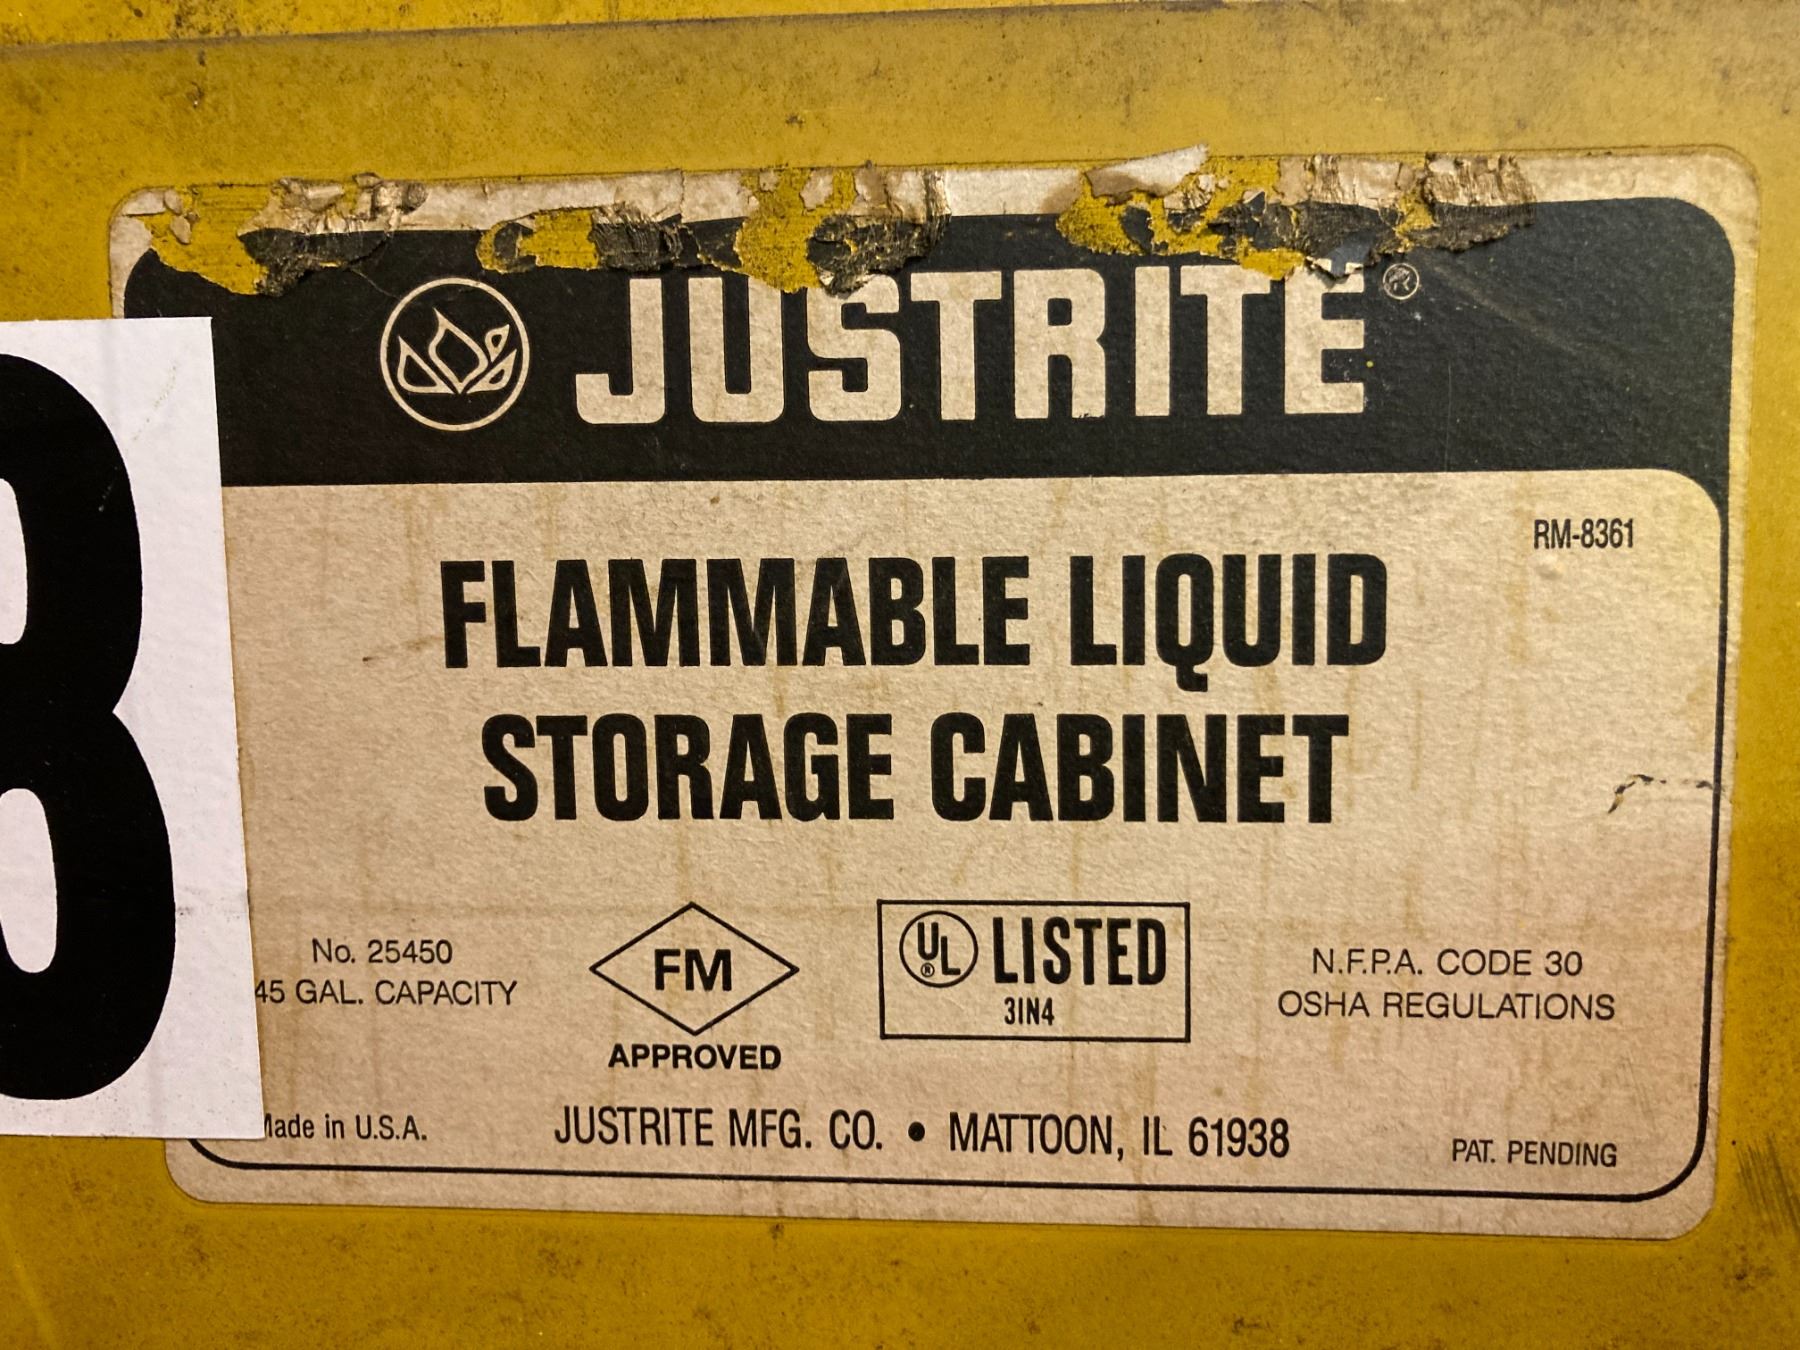 JUSTRITE®
RM-8361
FLAMMABLE LIQUID
STORAGE CABINET
No. 25450
45 GAL. CAPACITY
FM
APPROVED
UL® LISTED
3IN4
N.F.P.A. CODE 30
OSHA REGULATIONS
Made in U.S.A.
JUSTRITE MFG. CO. • MATTOON, IL 61938
PAT. PENDING